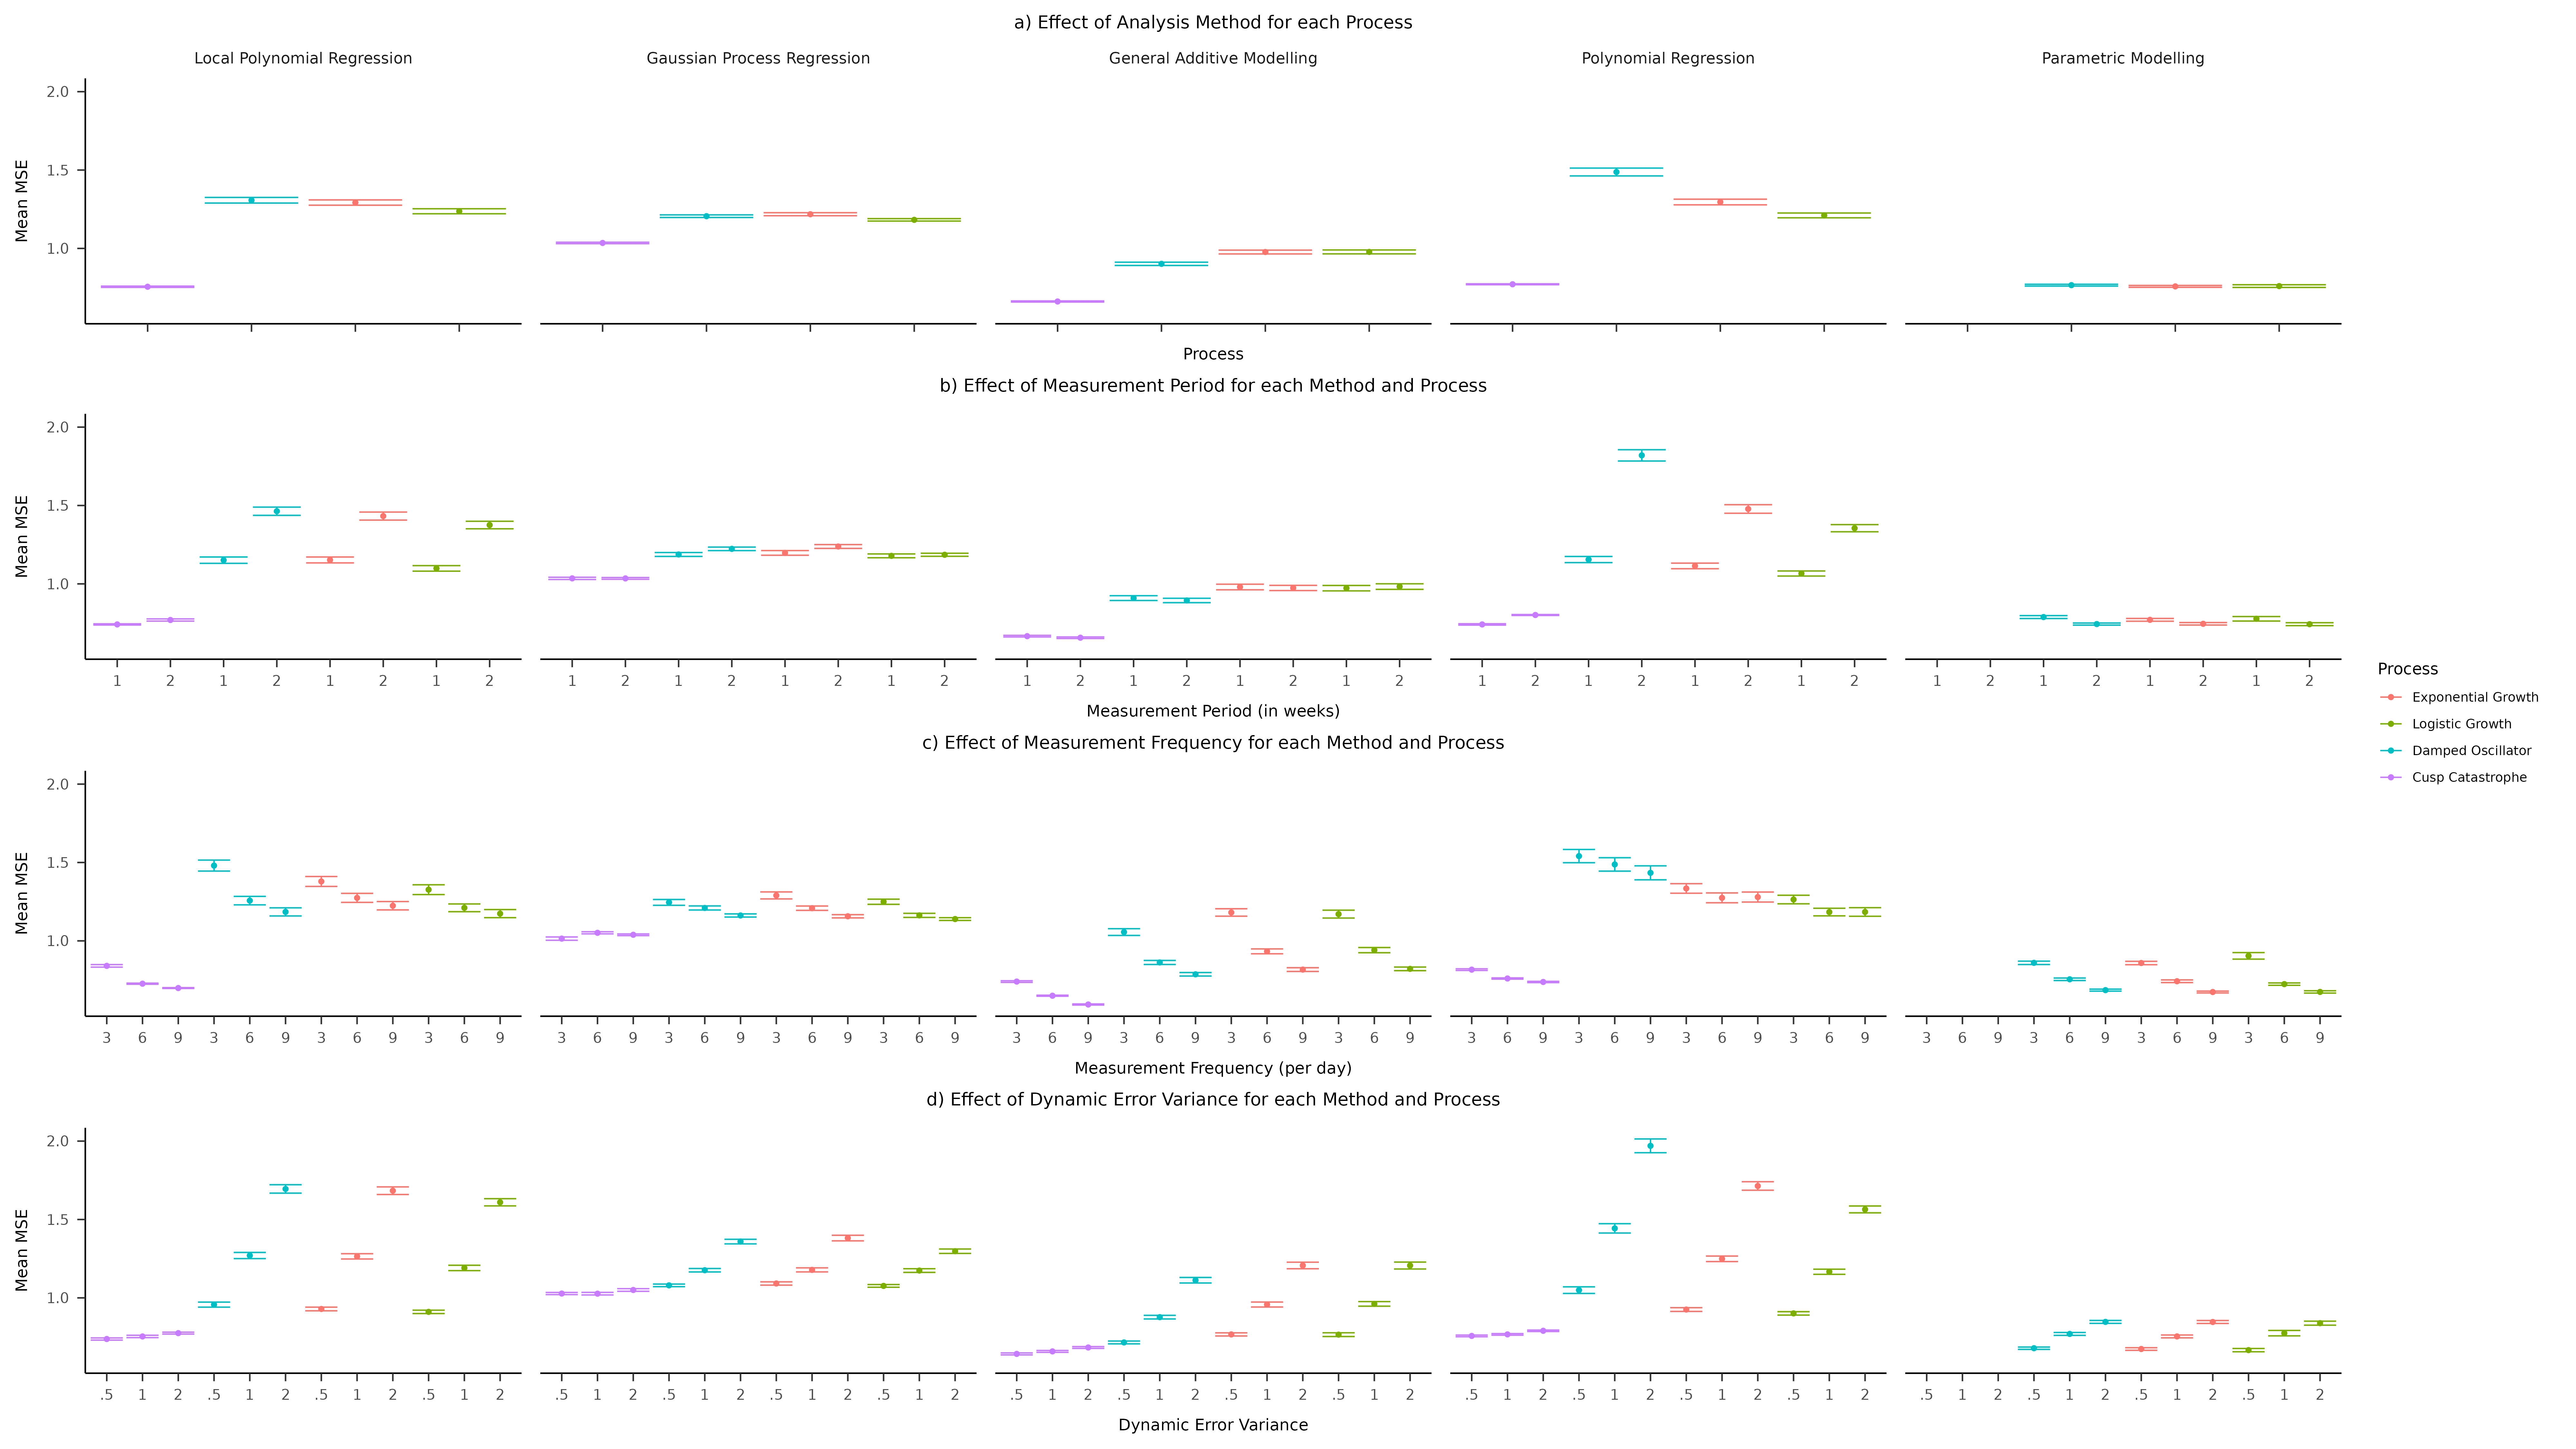 a) Effect of Analysis Method for each Process
Local Polynomial Regression
Gaussian Process Regression
General Additive Modelling
Polynomial Regression
Parametric Modelling
Mean MSE
2.0
1.5
1.0
Process
b) Effect of Measurement Period for each Method and Process
Mean MSE
2.0
1.5
1.0
1 2 1 2 1 2 1 2
1 2 1 2 1 2 1 2
1 2 1 2 1 2 1 2
1 2 1 2 1 2 1 2
1 2 1 2 1 2 1 2
Measurement Period (in weeks)
Process
Exponential Growth
Logistic Growth
Damped Oscillator
Cusp Catastrophe
c) Effect of Measurement Frequency for each Method and Process
Mean MSE
2.0
1.5
1.0
3 6 9 3 6 9 3 6 9 3 6 9
3 6 9 3 6 9 3 6 9 3 6 9
3 6 9 3 6 9 3 6 9 3 6 9
3 6 9 3 6 9 3 6 9 3 6 9
3 6 9 3 6 9 3 6 9 3 6 9
Measurement Frequency (per day)
d) Effect of Dynamic Error Variance for each Method and Process
Mean MSE
2.0
1.5
1.0
.5 1 2 .5 1 2 .5 1 2 .5 1 2
.5 1 2 .5 1 2 .5 1 2 .5 1 2
.5 1 2 .5 1 2 .5 1 2 .5 1 2
.5 1 2 .5 1 2 .5 1 2 .5 1 2
.5 1 2 .5 1 2 .5 1 2 .5 1 2
Dynamic Error Variance